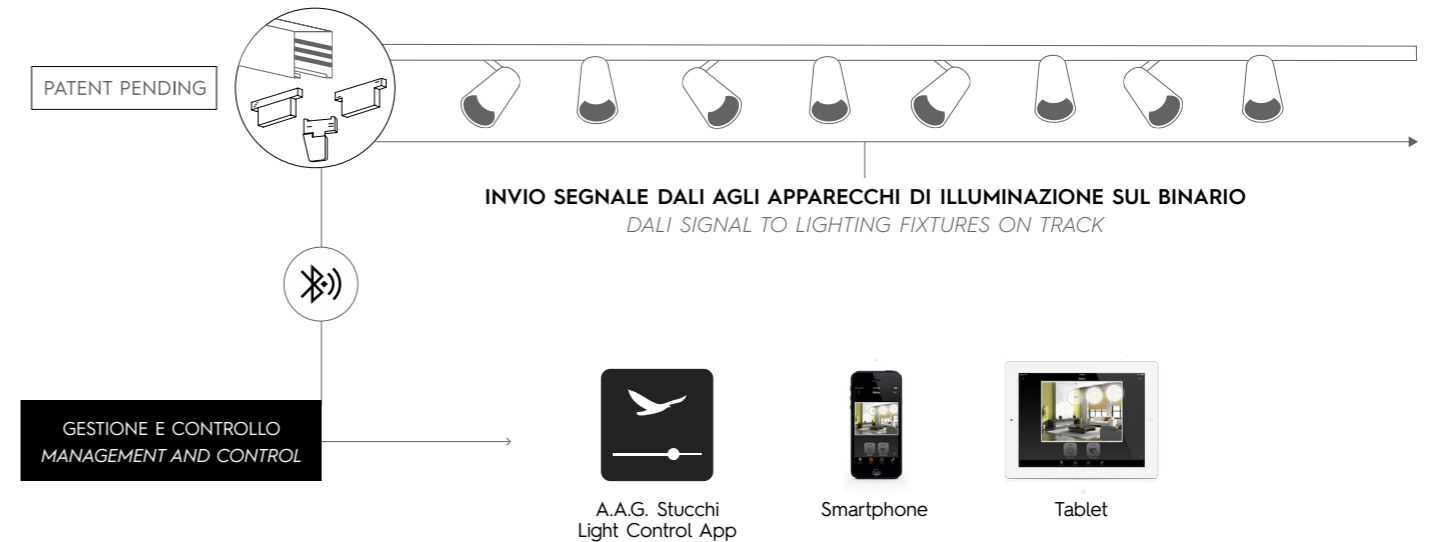 PATENT PENDING
INVIO SEGNALE DALI AGLI APPARECCHI DI ILLUMINAZIONE SUL BINARIO
DALI SIGNAL TO LIGHTING FIXTURES ON TRACK
GESTIONE E CONTROLLO
MANAGEMENT AND CONTROL
A.A.G. Stucchi
Light Control App
Smartphone
Tablet